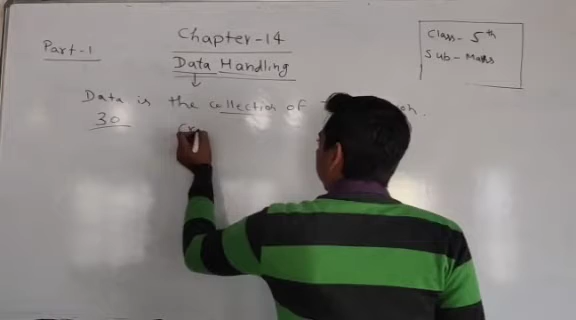 Chapter-14
Part-1
Data Handling
Class- 5th
Sub- Maths
Data is the collection of
30